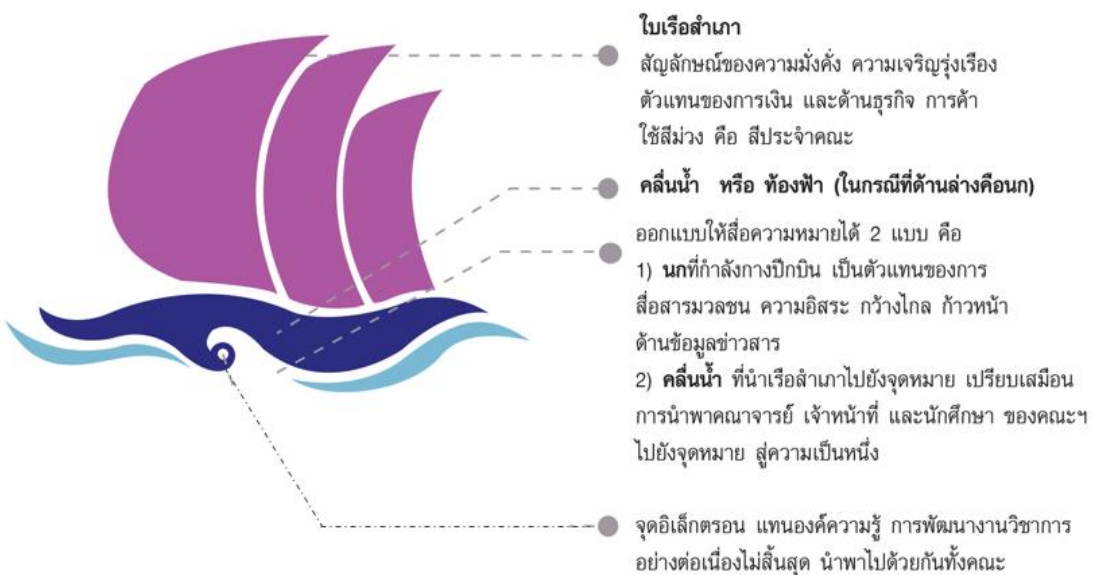 ใบเรือสำเภา
สัญลักษณ์ของความมั่งคั่ง ความเจริญรุ่งเรือง
ตัวแทนของการเงิน และด้านธุรกิจ การค้า
ใช้สีม่วง คือ สีประจำคณะ
คลื่นน้ำ หรือ ท้องฟ้า (ในกรณีที่ด้านล่างคือนก)
ออกแบบให้สื่อความหมายได้ 2 แบบ คือ
1) นกที่กำลังกางปีกบิน เป็นตัวแทนของการ
สื่อสารมวลชน ความอิสระ กว้างไกล ก้าวหน้า
ด้านข้อมูลข่าวสาร
2) คลื่นน้ำ ที่นำเรือสำเภาไปยังจุดหมาย เปรียบเสมือน
การนำพาคณาจารย์ เจ้าหน้าที่ และนักศึกษา ของคณะฯ
ไปยังจุดหมาย สู่ความเป็นหนึ่ง
จุดอิเล็กตรอน แทนองค์ความรู้ การพัฒนางานวิชาการ
อย่างต่อเนื่องไม่สิ้นสุด นำพาไปด้วยกันทั้งคณะ